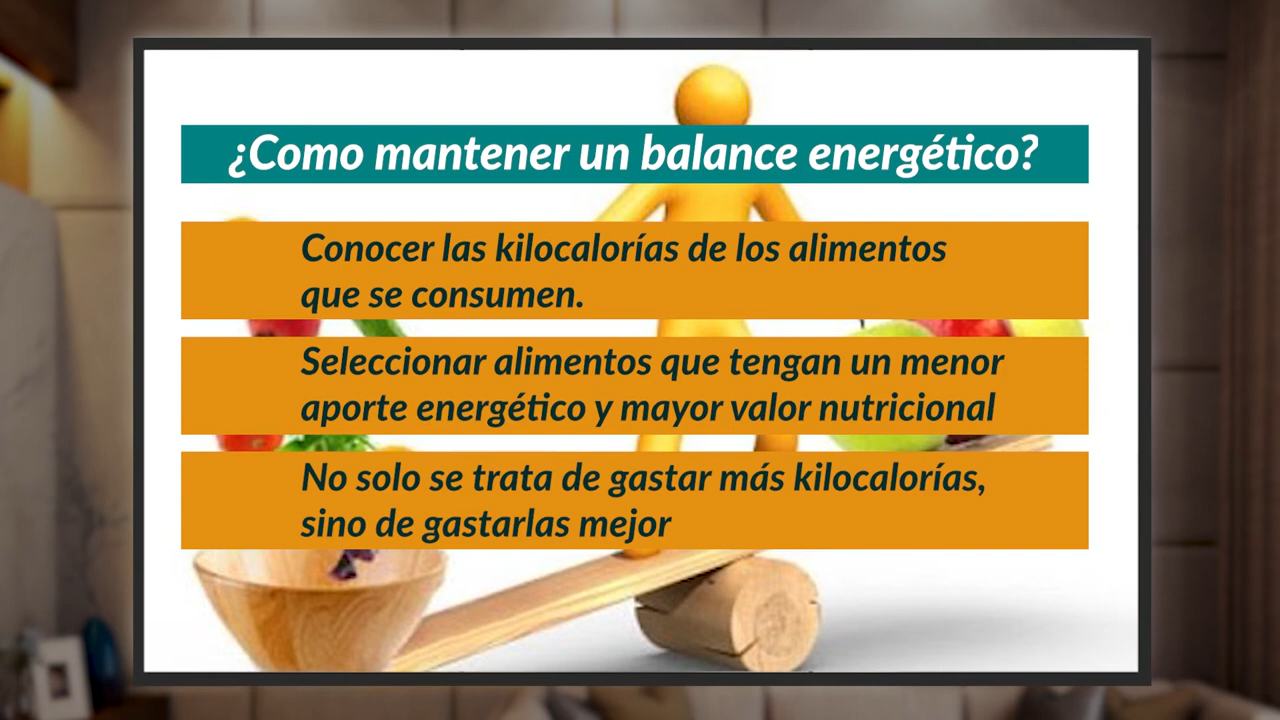 ¿Como mantener un balance energético?
Conocer las kilocalorías de los alimentos
que se consumen.
Seleccionar alimentos que tengan un menor
aporte energético y mayor valor nutricional
No solo se trata de gastar más kilocalorías,
sino de gastarlas mejor